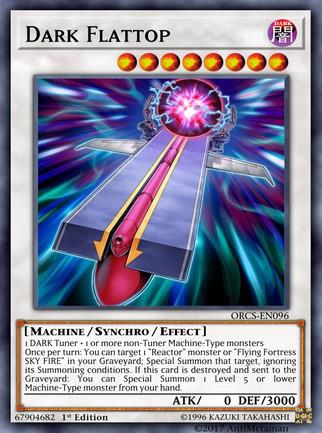 DARK FLATTOP
DARK
闇
ORCS-EN096
[MACHINE / SYNCHRO / EFFECT]
1 DARK Tuner + 1 or more non-Tuner Machine-Type monsters
Once per turn: You can target 1 "Reactor" monster or "Flying Fortress
SKY FIRE" in your Graveyard; Special Summon that target, ignoring
its Summoning conditions. If this card is destroyed and sent to the
Graveyard: You can Special Summon 1 Level 5 or lower
Machine-Type monster from your hand.
ATK/ 0 DEF/3000
67904682 1st Edition ©1996 KAZUKI TAKAHASHI
©2017 AntiMetaman